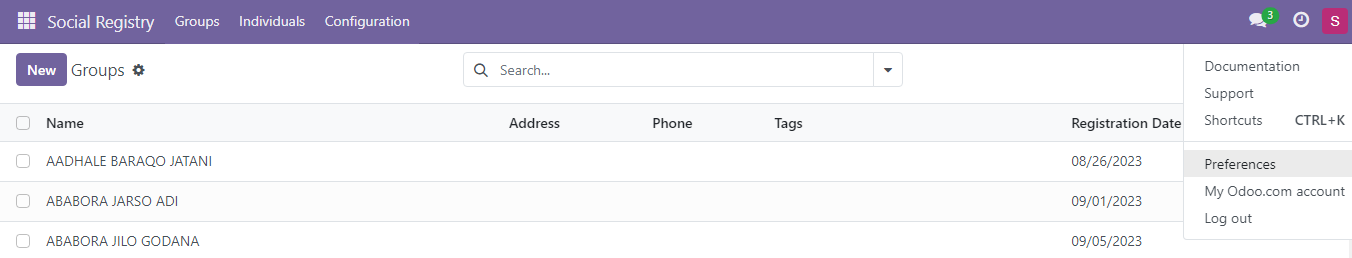 Social Registry Groups Individuals Configuration 3 S
New Groups Search...
Documentation
Support
Shortcuts CTRL+K
Preferences
My Odoo.com account
Log out
Name Address Phone Tags Registration Date
AADHALE BARAQO JATANI 08/26/2023
ABABORA JARSO ADI 09/01/2023
ABABORA JILO GODANA 09/05/2023